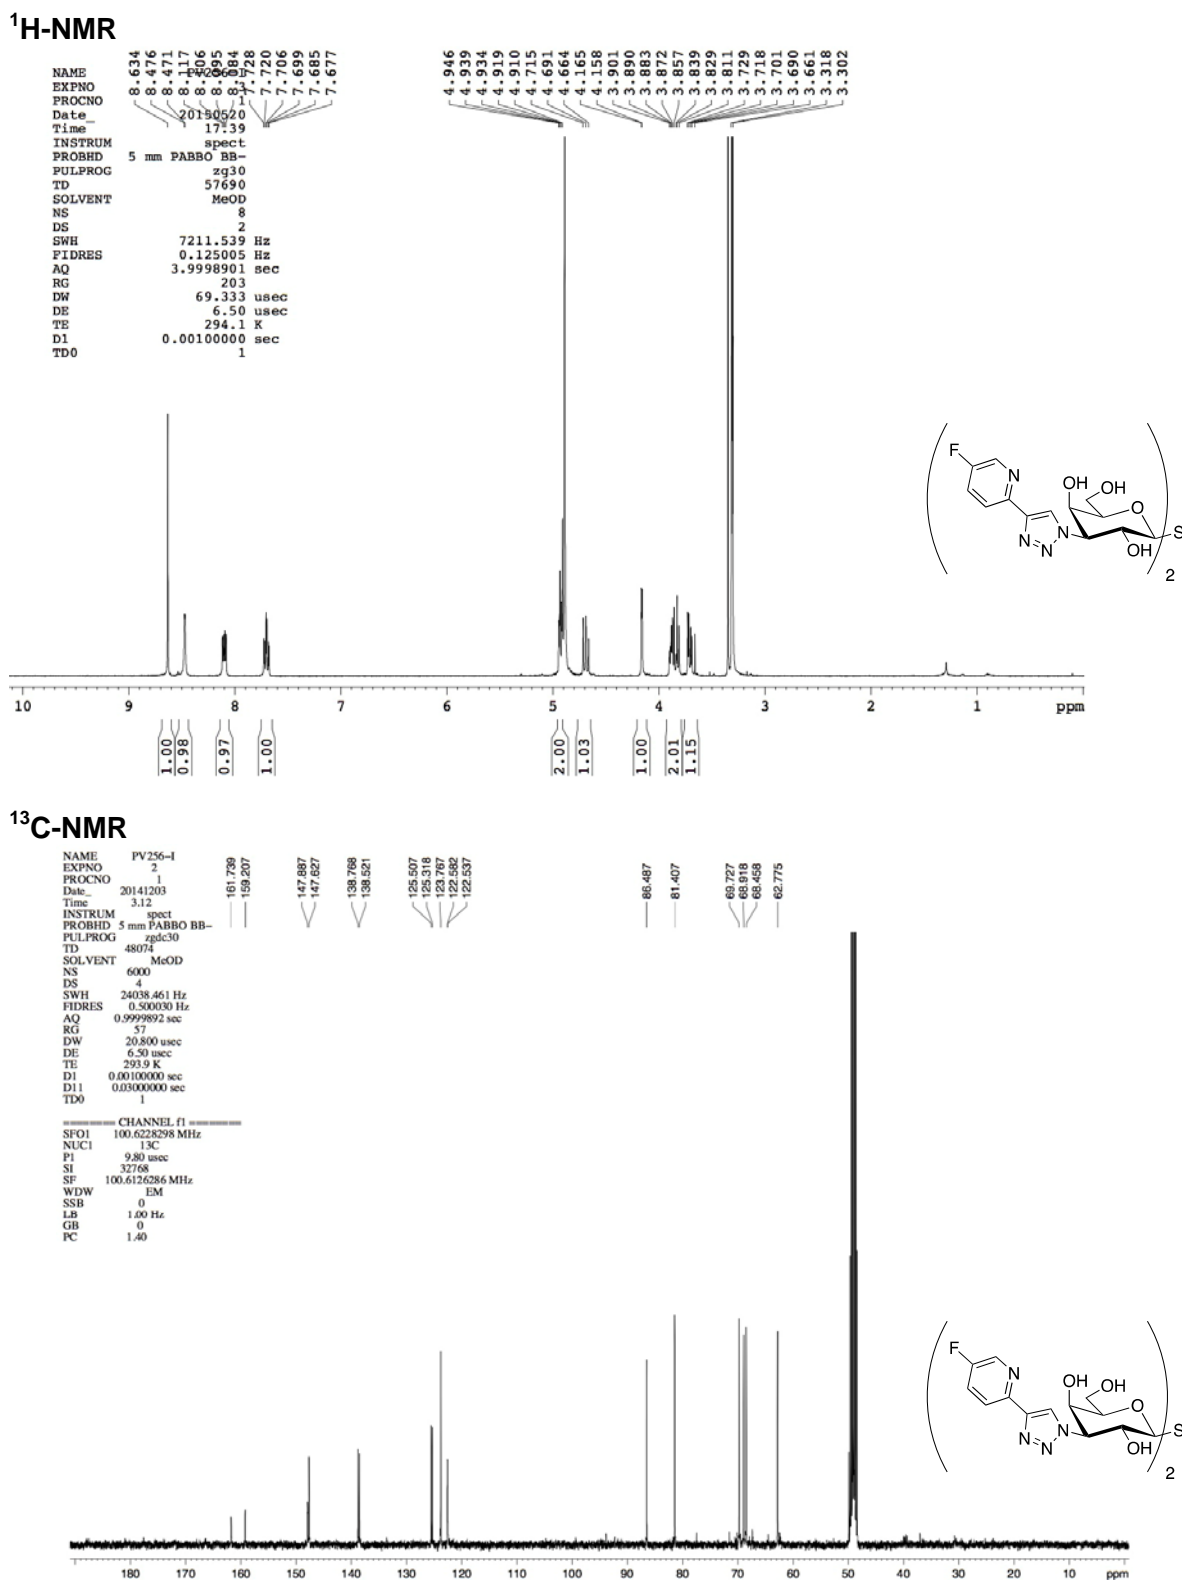 1H-NMR
8.634
8.476
8.471
8.117
8.106
8.095
8.084
7.728
7.720
7.706
7.699
7.685
7.677
4.946
4.939
4.934
4.919
4.910
4.715
4.691
4.664
4.165
4.158
3.901
3.890
3.883
3.872
3.857
3.839
3.829
3.811
3.729
3.718
3.701
3.690
3.661
3.318
3.302
NAME PV256-I
EXPNO 3
PROCNO 1
Date_ 20150520
Time 17.39
INSTRUM spect
PROBHD 5 mm PABBO BB-
PULPROG zg30
TD 57690
SOLVENT MeOD
NS 8
DS 2
SWH 7211.539 Hz
FIDRES 0.125005 Hz
AQ 3.9998901 sec
RG 203
DW 69.333 usec
DE 6.50 usec
TE 294.1 K
D1 0.00100000 sec
TD0 1
F
N
OH
OH
O
N
N
N
OH
S
2
10 9 8 7 6 5 4 3 2 1 ppm
1.00
0.98
0.97
1.00
2.00
1.03
1.00
2.01
1.15
13C-NMR
161.739
159.207
147.887
147.627
138.768
138.521
125.507
125.318
123.767
122.582
122.537
86.487
81.407
69.727
68.918
68.458
62.775
NAME PV256-I
EXPNO 2
PROCNO 1
Date_ 20141203
Time 3.12
INSTRUM spect
PROBHD 5 mm PABBO BB-
PULPROG zgdc30
TD 48074
SOLVENT MeOD
NS 6000
DS 4
SWH 24038.461 Hz
FIDRES 0.500030 Hz
AQ 0.9999892 sec
RG 57
DW 20.800 usec
DE 6.50 usec
TE 293.9 K
D1 0.00100000 sec
D11 0.03000000 sec
TD0 1
======== CHANNEL f1 ========
SFO1 100.6228298 MHz
NUC1 13C
P1 9.80 usec
SI 32768
SF 100.6126286 MHz
WDW EM
SSB 0
LB 1.00 Hz
GB 0
PC 1.40
F
N
OH
OH
O
N
N
N
OH
S
2
180 170 160 150 140 130 120 110 100 90 80 70 60 50 40 30 20 10 ppm